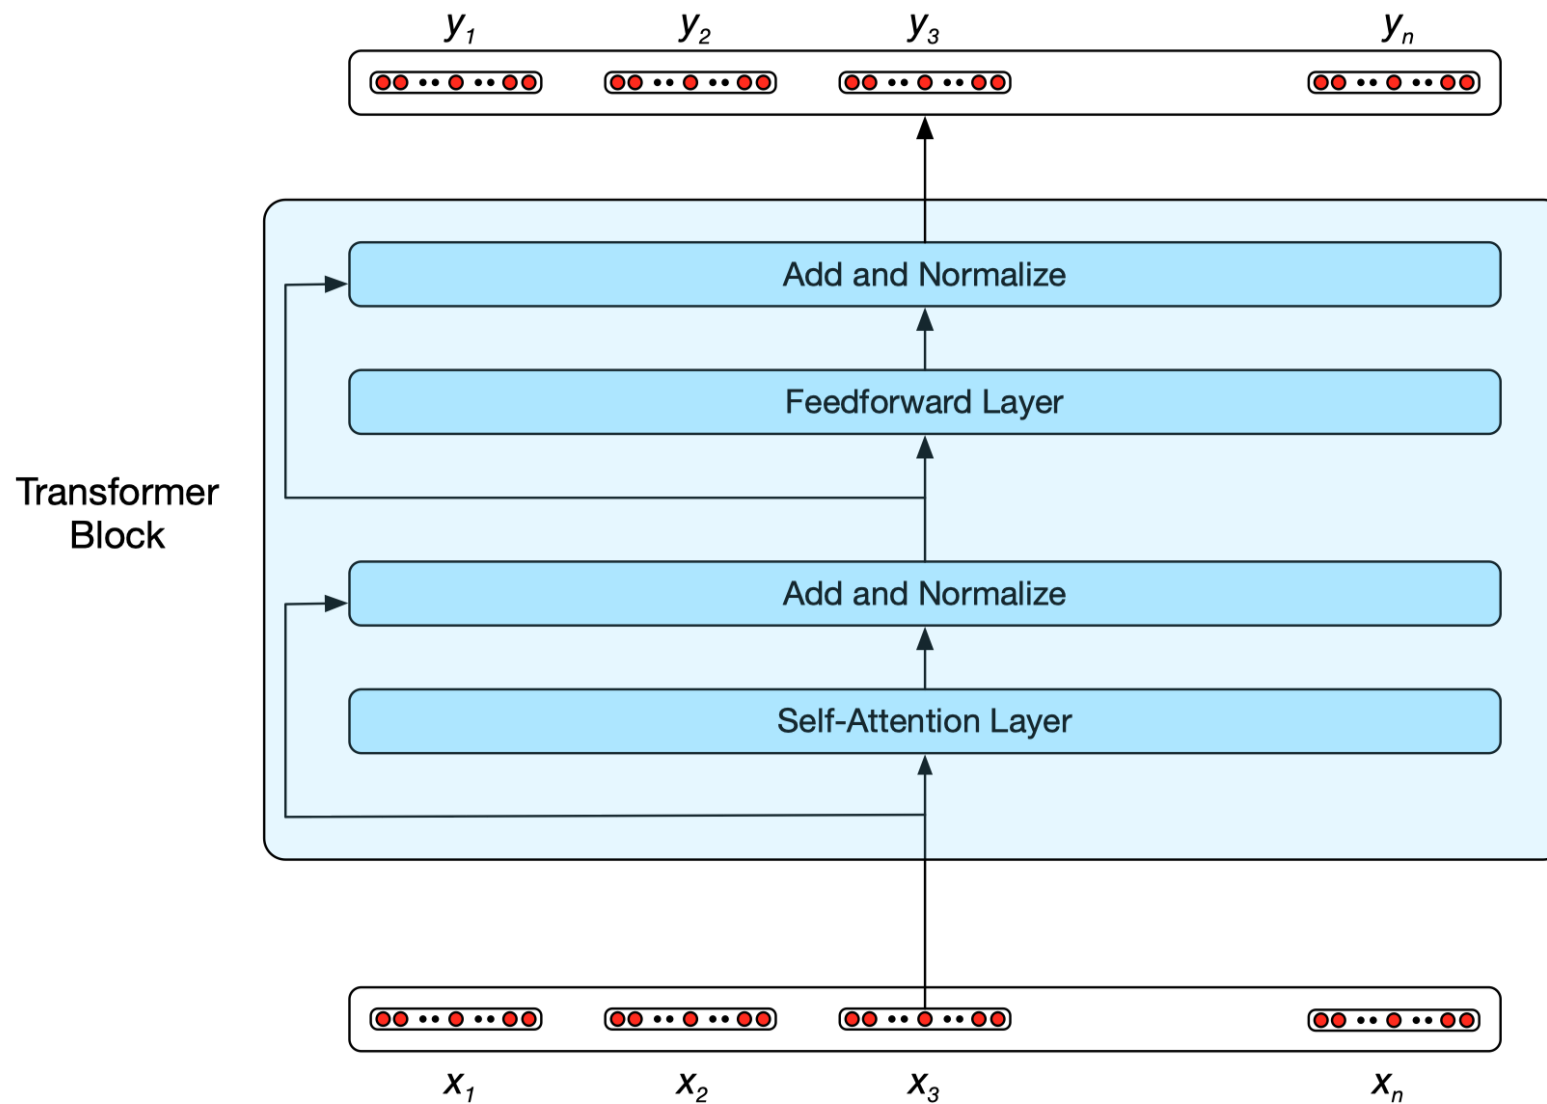 y1 y2 y3 yn
Add and Normalize
Feedforward Layer
Transformer
Block
Add and Normalize
Self-Attention Layer
x1 x2 x3 xn